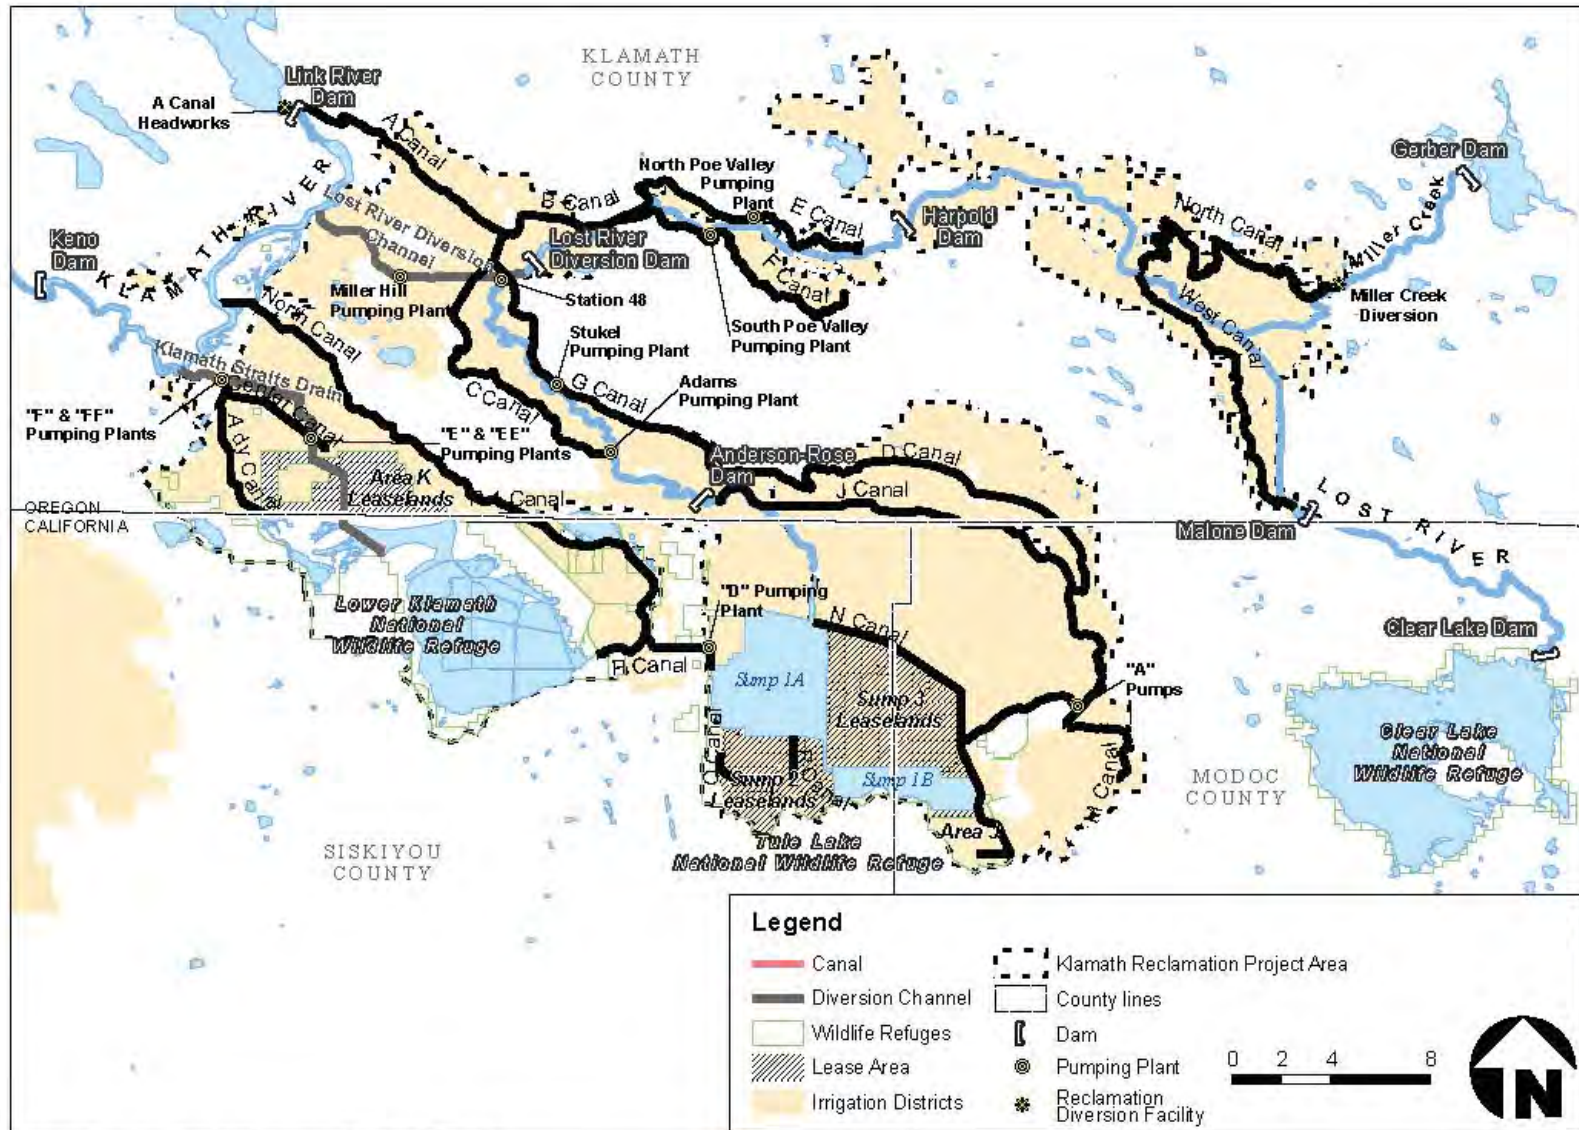 KLAMATH
COUNTY
Link River
Dam
A Canal
Headworks
A Canal
North Poe Valley
Pumping
Plant
Gerber Dam
KLAMATH RIVER
Lost River Diversion
Channel
B Canal
Lost River
Diversion Dam
E Canal
Harpold
Dam
North Canal
Miller Creek
Keno
Dam
Miller Hill
Pumping Plant
Station 48
F Canal
South Poe Valley
Pumping Plant
West Canal
Miller Creek
Diversion
North Canal
Stukel
Pumping Plant
Klamath Straits Drain
Center Canal
G Canal
C Canal
Adams
Pumping Plant
"F" & "FF"
Pumping Plants
Ady Canal
"E" & "EE"
Pumping Plants
Anderson-Rose
Dam
D Canal
J Canal
Area K
Leaselands
Canal
OREGON
CALIFORNIA
LOST RIVER
Malone Dam
Lower Klamath
National
Wildlife Refuge
"D" Pumping
Plant
N Canal
Clear Lake Dam
Canal
Sump 1A
Sump 3
Leaselands
"A"
Pumps
Canal
Sump 2
Leaselands
R Canal
Sump 1B
M Canal
Clear Lake
National
Wildlife Refuge
MODOC
COUNTY
Area J
Tule Lake
National Wildlife Refuge
SISKIYOU
COUNTY
Legend
Canal
Diversion Channel
Wildlife Refuges
Lease Area
Irrigation Districts
Klamath Reclamation Project Area
County lines
Dam
Pumping Plant
Reclamation
Diversion Facility
0 2 4 8
N